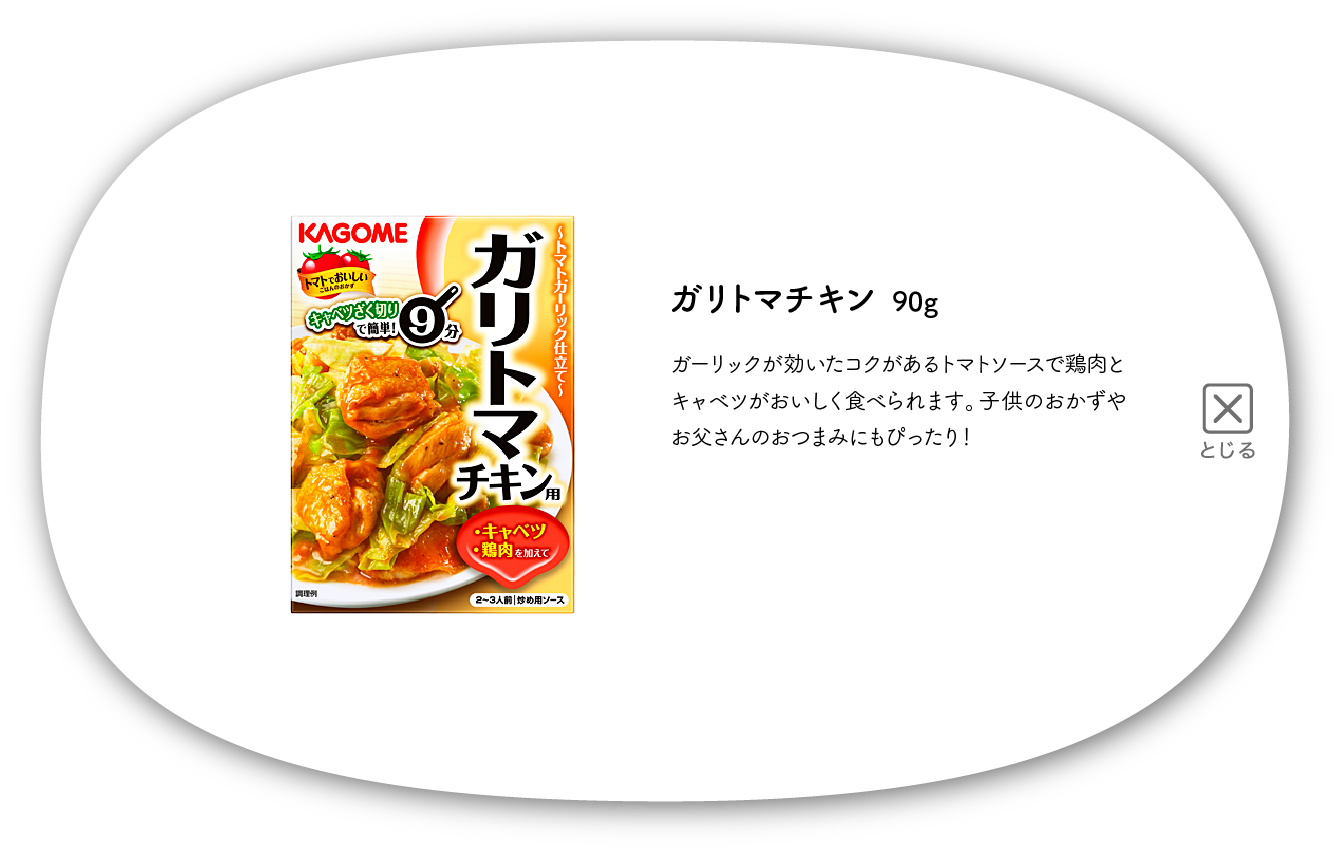 KAGOME
トマトでおいしい
ごはんのおかず
キャベツざく切り
で簡単!
9分
~トマトガーリック仕立て~
ガリトマ
チキン用
・キャベツ
・鶏肉を加えて
調理例
2~3人前|炒め用ソース
ガリトマチキン 90g
ガーリックが効いたコクがあるトマトソースで鶏肉と
キャベツがおいしく食べられます。子供のおかずや
お父さんのおつまみにもぴったり!
とじる